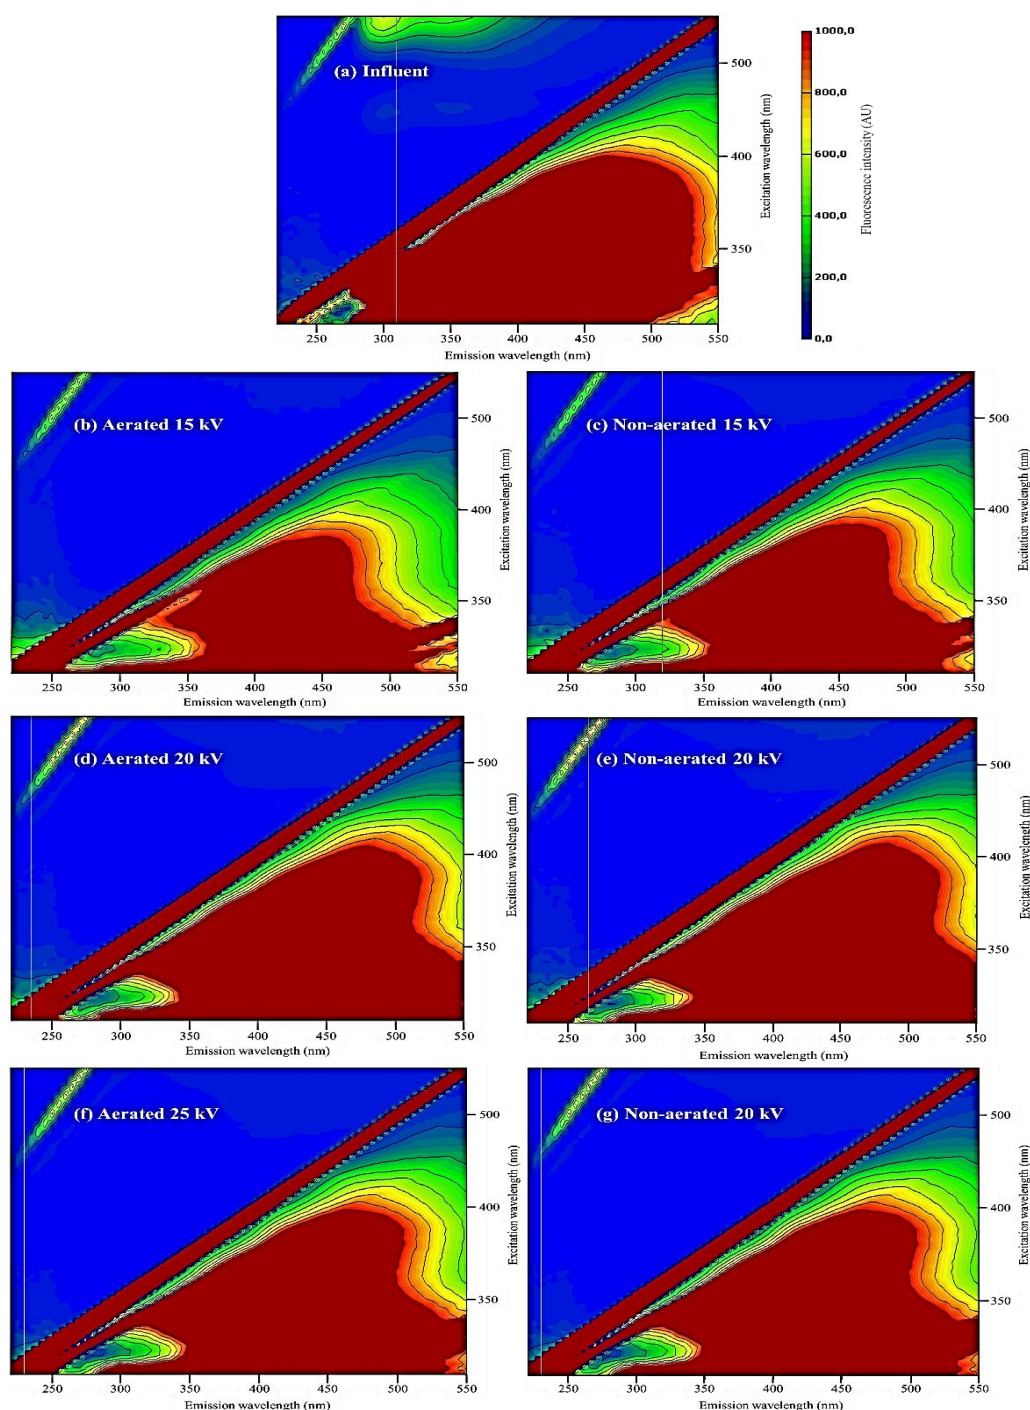 (a) Influent
500
400
350
Excitation wavelength (nm)
250 300 350 400 450 500 550
Emission wavelength (nm)
1000,0
800,0
600,0
400,0
200,0
0,0
Fluorescence intensity (AU)
(b) Aerated 15 kV
500
400
350
Excitation wavelength (nm)
250 300 350 400 450 500 550
Emission wavelength (nm)
(c) Non-aerated 15 kV
500
400
350
Excitation wavelength (nm)
250 300 350 400 450 500 550
Emission wavelength (nm)
(d) Aerated 20 kV
500
400
350
Excitation wavelength (nm)
250 300 350 400 450 500 550
Emission wavelength (nm)
(e) Non-aerated 20 kV
500
400
350
Excitation wavelength (nm)
250 300 350 400 450 500 550
Emission wavelength (nm)
(f) Aerated 25 kV
500
400
350
Excitation wavelength (nm)
250 300 350 400 450 500 550
Emission wavelength (nm)
(g) Non-aerated 20 kV
500
400
350
Excitation wavelength (nm)
250 300 350 400 450 500 550
Emission wavelength (nm)